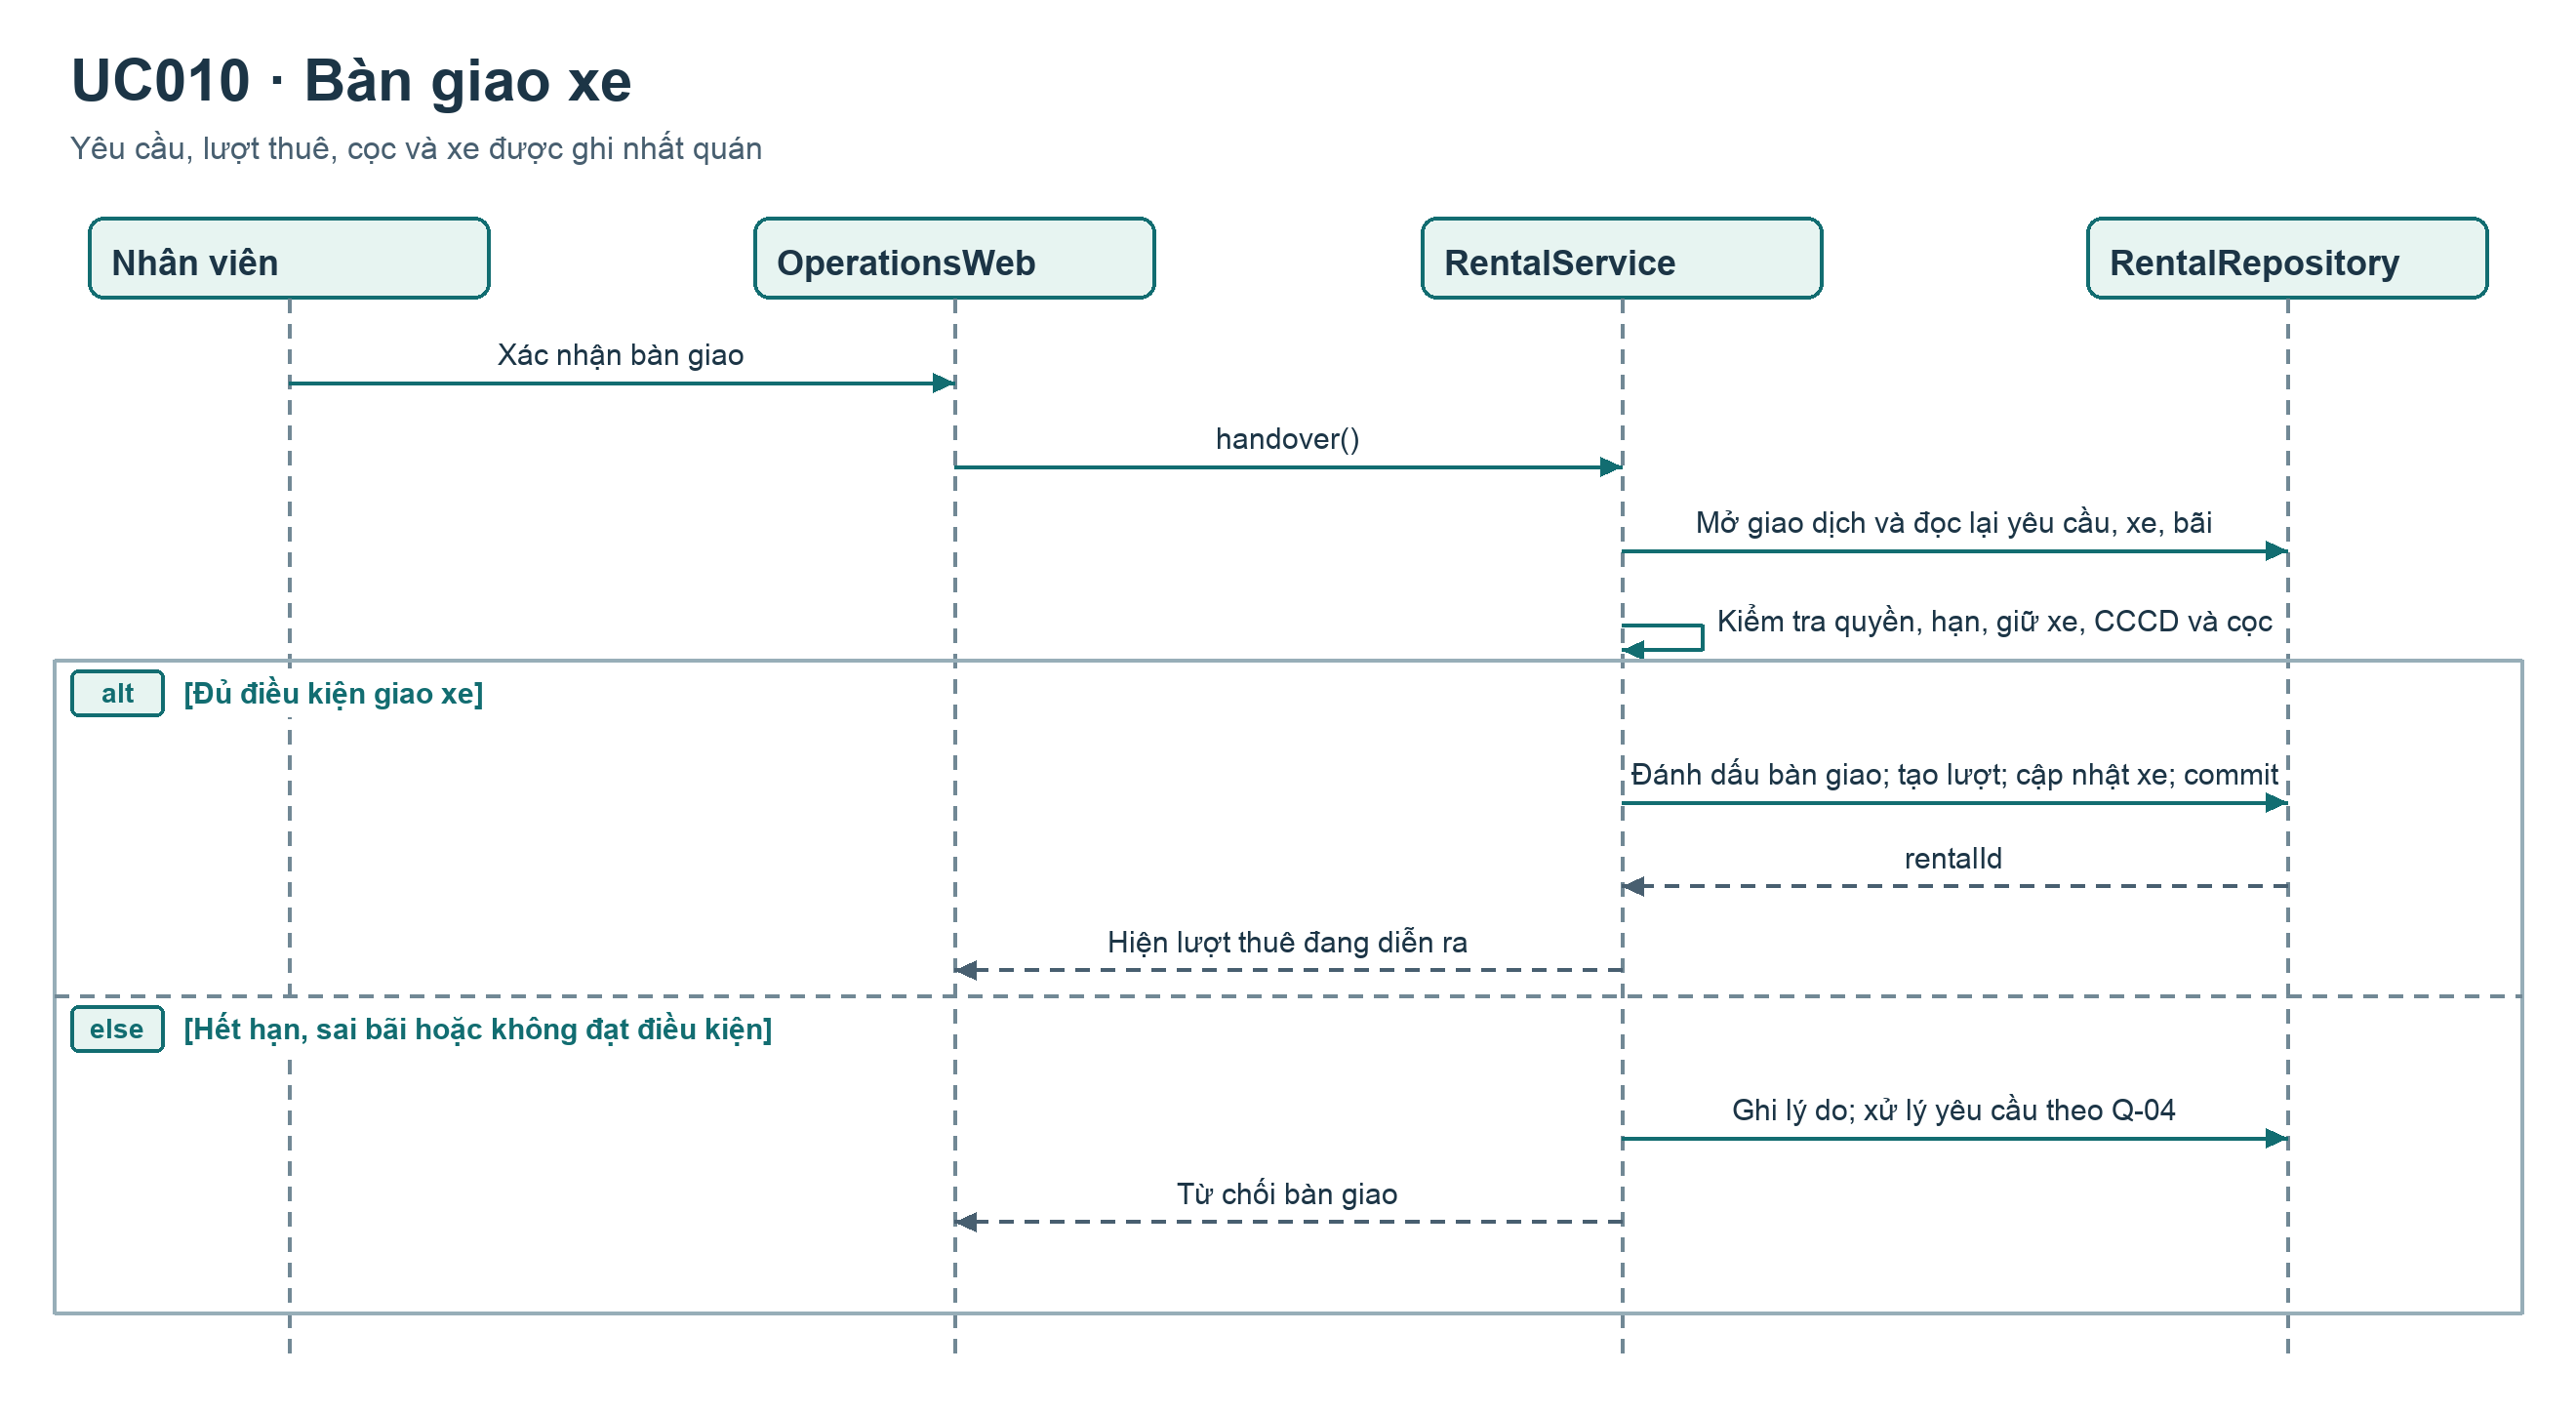 UC010 · Bàn giao xe
Yêu cầu, lượt thuê, cọc và xe được ghi nhất quán
Nhân viên
OperationsWeb
RentalService
RentalRepository
Xác nhận bàn giao
handover()
Mở giao dịch và đọc lại yêu cầu, xe, bãi
Kiểm tra quyền, hạn, giữ xe, CCCD và cọc
alt
[Đủ điều kiện giao xe]
Đánh dấu bàn giao; tạo lượt; cập nhật xe; commit
rentalId
Hiện lượt thuê đang diễn ra
else
[Hết hạn, sai bãi hoặc không đạt điều kiện]
Ghi lý do; xử lý yêu cầu theo Q-04
Từ chối bàn giao